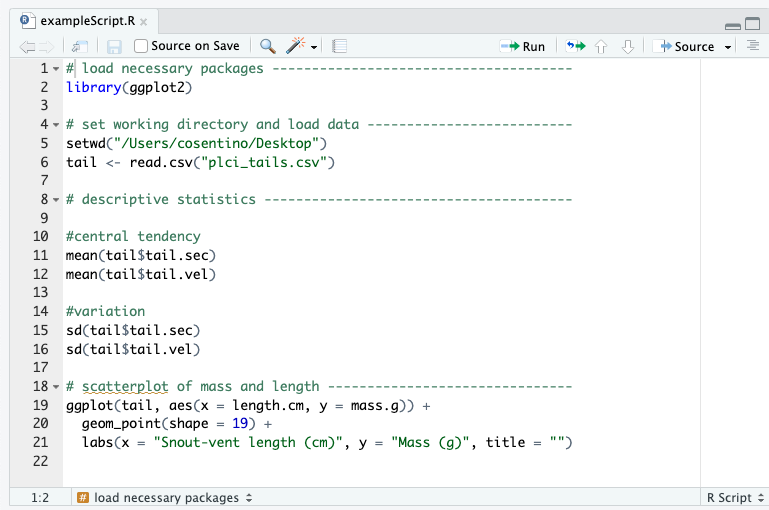 exampleScript.R
Source on Save
Run
Source
1 # load necessary packages -------------------------------------
2 library(ggplot2)
3
4 # set working directory and load data --------------------------
5 setwd("/Users/cosentino/Desktop")
6 tail <- read.csv("plci_tails.csv")
7
8 # descriptive statistics ---------------------------------------
9
10 #central tendency
11 mean(tail$tail.sec)
12 mean(tail$tail.vel)
13
14 #variation
15 sd(tail$tail.sec)
16 sd(tail$tail.vel)
17
18 # scatterplot of mass and length -------------------------------
19 ggplot(tail, aes(x = length.cm, y = mass.g)) +
20   geom_point(shape = 19) +
21   labs(x = "Snout-vent length (cm)", y = "Mass (g)", title = "")
22
1:2 # load necessary packages R Script